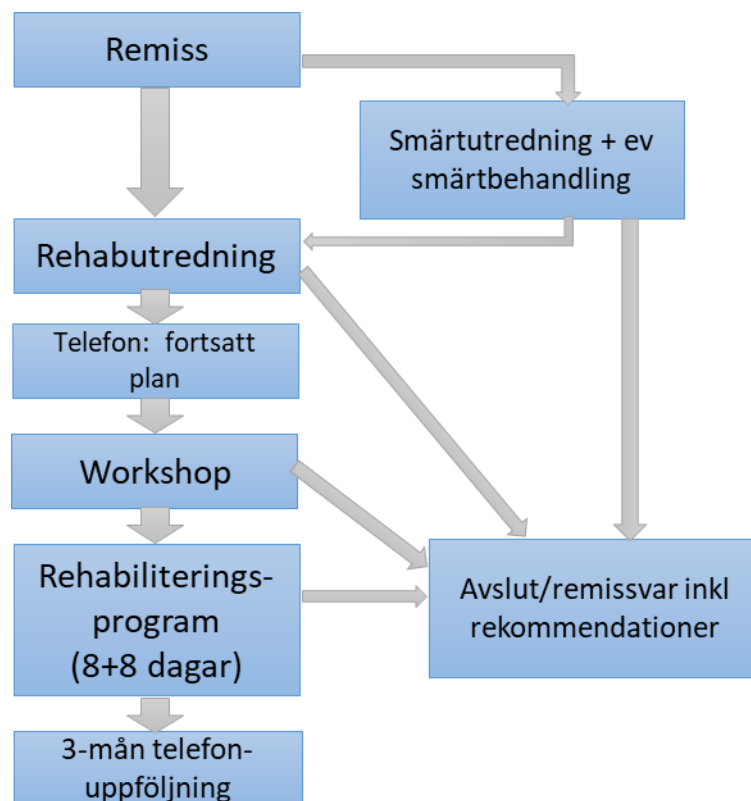 Remiss
Smärtutredning + ev
smärtbehandling
Rehabutredning
Telefon:  fortsatt
plan
Workshop
Rehabiliterings-
program
(8+8 dagar)
Avslut/remissvar inkl
rekommendationer
3-mån telefon-
uppföljning